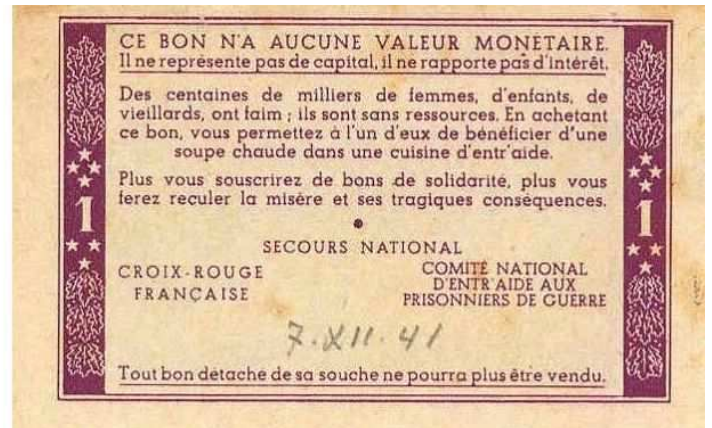 CE BON N'A AUCUNE VALEUR MONÉTAIRE.
Il ne représente pas de capital, il ne rapporte pas d'intérêt.
Des centaines de milliers de femmes, d'enfants, de
vieillards, ont faim ; ils sont sans ressources. En achetant
ce bon, vous permettez à l'un d'eux de bénéficier d'une
soupe chaude dans une cuisine d'entr'aide.
Plus vous souscrirez de bons de solidarité, plus vous
ferez reculer la misère et ses tragiques conséquences.
1
1
SECOURS NATIONAL
CROIX-ROUGE
FRANÇAISE
COMITÉ NATIONAL
D'ENTR'AIDE AUX
PRISONNIERS DE GUERRE
7.XII.41
Tout bon détaché de sa souche ne pourra plus être vendu.